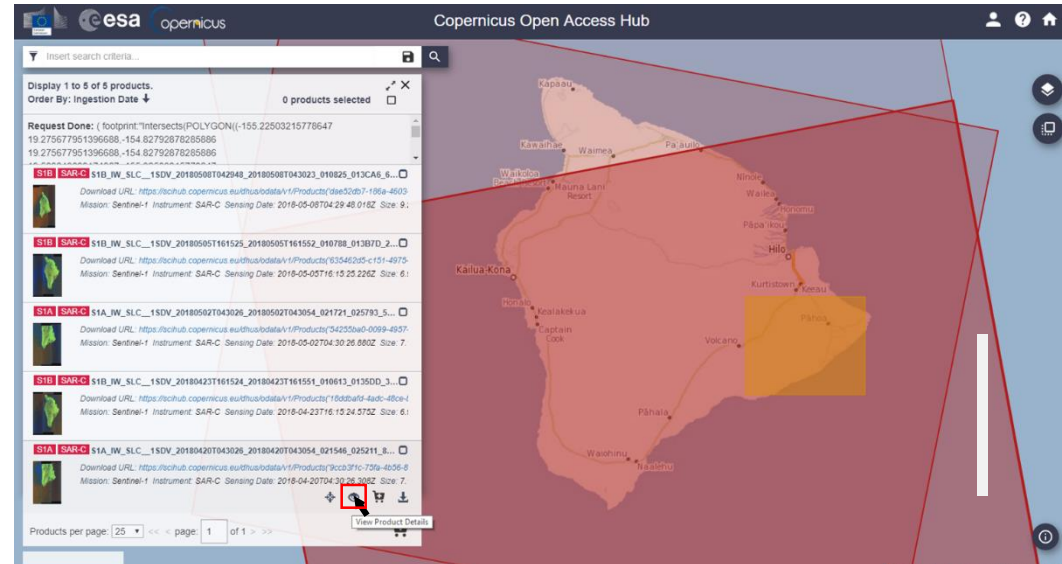 esa opernicus
Copernicus Open Access Hub
Insert search criteria...
Display 1 to 5 of 5 products.
Order By: Ingestion Date
0 products selected
Request Done: ( footprint:"Intersects(POLYGON((-155.22503215778647
19.275677951396688,-154.82792878285886
19.275677951396688,-154.82792878285886
S1B SAR-C S1B_IW_SLC__1SDV_20180508T042948_20180508T043023_010825_013CA6_6...
Download URL: https://scihub.copernicus.eu/dhus/odata/v1/Products('dae52db7-186a-4603-
Mission: Sentinel-1 Instrument: SAR-C Sensing Date: 2018-05-08T04:29:48.018Z Size: 9.
S1B SAR-C S1B_IW_SLC__1SDV_20180505T161525_20180505T161552_010788_013B7D_2...
Download URL: https://scihub.copernicus.eu/dhus/odata/v1/Products('635462d5-c151-4975-
Mission: Sentinel-1 Instrument: SAR-C Sensing Date: 2018-05-05T16:15:25.226Z Size: 6.
S1A SAR-C S1A_IW_SLC__1SDV_20180502T043026_20180502T043054_021721_025793_5...
Download URL: https://scihub.copernicus.eu/dhus/odata/v1/Products('54255ba0-0099-4957-
Mission: Sentinel-1 Instrument: SAR-C Sensing Date: 2018-05-02T04:30:26.880Z Size: 7.
S1B SAR-C S1B_IW_SLC__1SDV_20180423T161524_20180423T161551_010613_0135DD_3...
Download URL: https://scihub.copernicus.eu/dhus/odata/v1/Products('18ddbafd-4adc-48ce-
Mission: Sentinel-1 Instrument: SAR-C Sensing Date: 2018-04-23T16:15:24.575Z Size: 6.
S1A SAR-C S1A_IW_SLC__1SDV_20180420T043026_20180420T043054_021546_025211_8...
Download URL: https://scihub.copernicus.eu/dhus/odata/v1/Products('9ccb3f1c-75fa-4b56-8
Mission: Sentinel-1 Instrument: SAR-C Sensing Date: 2018-04-20T04:30:26.308Z Size: 7.
View Product Details
Products per page: 25 << < page: 1 of 1 > >>
Kapaau
Kawaihae
Waimea
Pa'auilo
Waikoloa
Mauna Lani
Resort
Ninole
Wailea
Honomu
Pāpa'ikou
Hilo
Kailua-Kona
Kurtistown
Keeau
Honalo
Kealakekua
Pāhoa
Captain
Cook
Volcano
Pāhala
Waiohinu
Naalehu